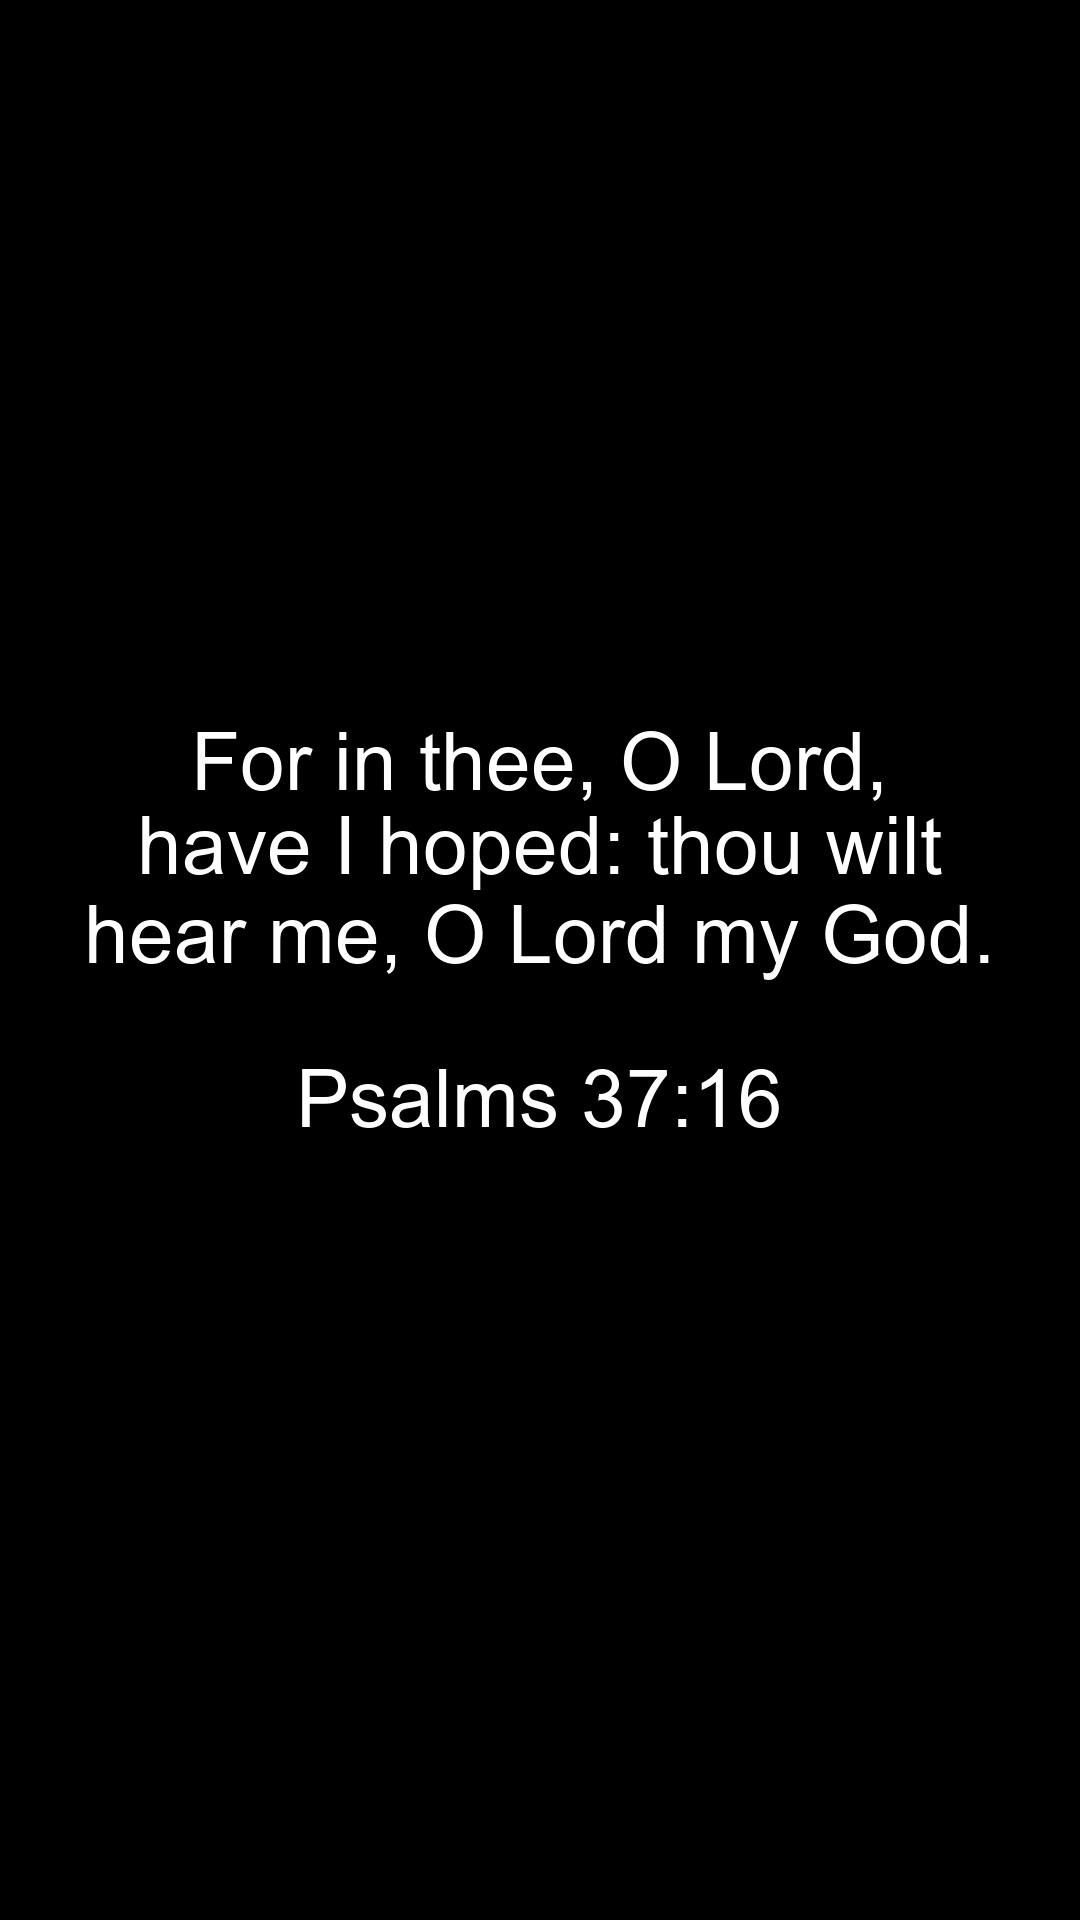 For in thee, O Lord,
have I hoped: thou wilt
hear me, O Lord my God.
Psalms 37:16